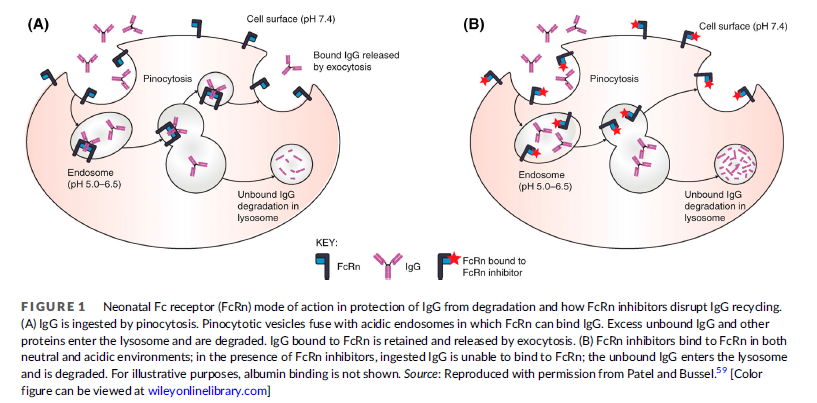 (A)
Cell surface (pH 7.4)
Bound IgG released
by exocytosis
Pinocytosis
Endosome
(pH 5.0–6.5)
Unbound IgG
degradation in
lysosome
(B)
Cell surface (pH 7.4)
Pinocytosis
Endosome
(pH 5.0–6.5)
Unbound IgG
degradation in
lysosome
KEY:
FcRn
IgG
FcRn bound to
FcRn inhibitor
FIGURE 1 Neonatal Fc receptor (FcRn) mode of action in protection of IgG from degradation and how FcRn inhibitors disrupt IgG recycling.
(A) IgG is ingested by pinocytosis. Pinocytotic vesicles fuse with acidic endosomes in which FcRn can bind IgG. Excess unbound IgG and other
proteins enter the lysosome and are degraded. IgG bound to FcRn is retained and released by exocytosis. (B) FcRn inhibitors bind to FcRn in both
neutral and acidic environments; in the presence of FcRn inhibitors, ingested IgG is unable to bind to FcRn; the unbound IgG enters the lysosome
and is degraded. For illustrative purposes, albumin binding is not shown. Source: Reproduced with permission from Patel and Bussel.59 [Color
figure can be viewed at wileyonlinelibrary.com]